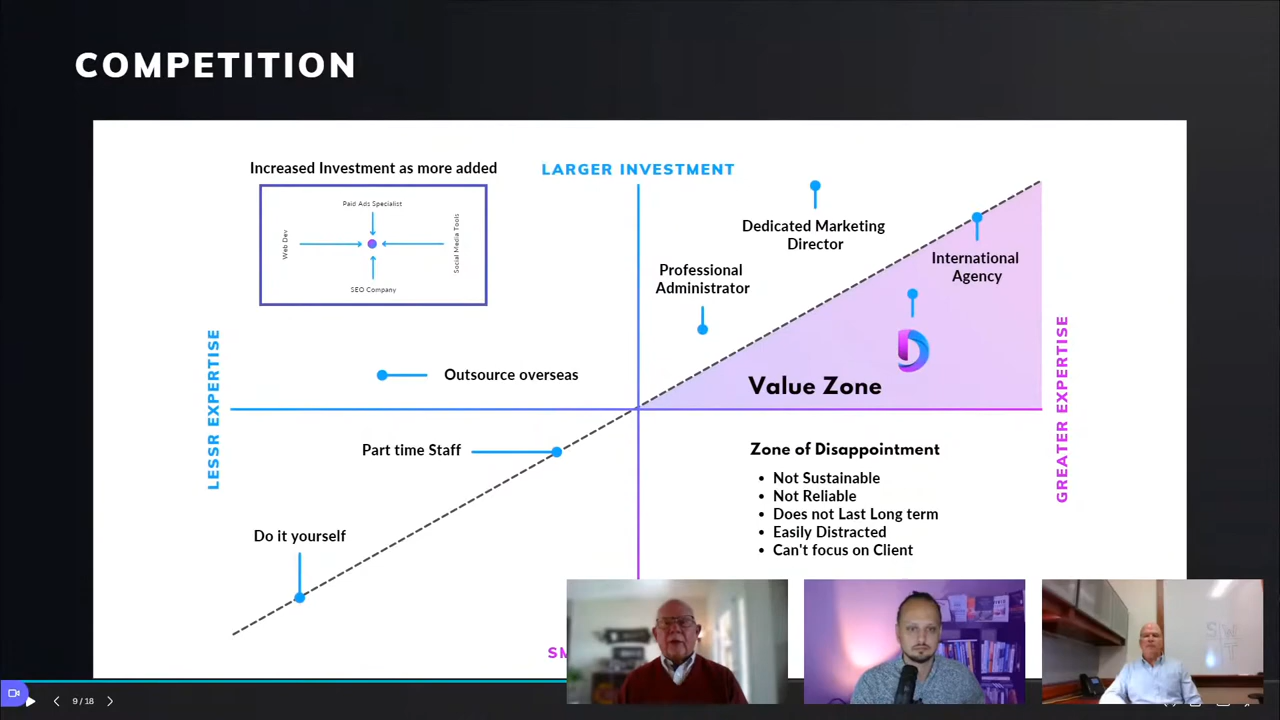 COMPETITION
Increased Investment as more added
Paid Ads Specialist
Web Dev
Social Media Tools
SEO Company
LARGER INVESTMENT
Dedicated Marketing
Director
Professional
Administrator
International
Agency
LESSR EXPERTISE
GREATER EXPERTISE
Outsource overseas
Value Zone
Part time Staff
Zone of Disappointment
• Not Sustainable
• Not Reliable
• Does not Last Long term
• Easily Distracted
• Can't focus on Client
Do it yourself
SM
9 / 18